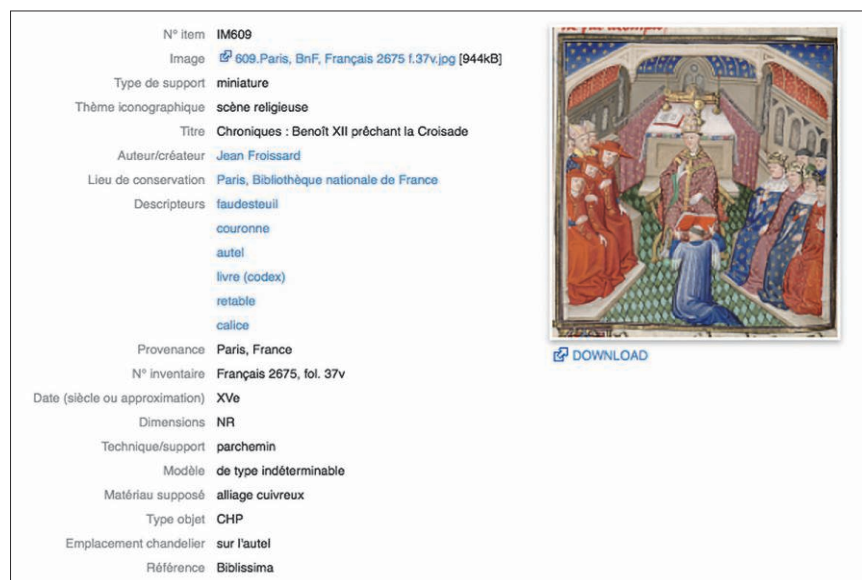 N° item IM609
Image 609.Paris, BnF, Français 2675 f.37v.jpg [944kB]
Type de support miniature
Thème iconographique scène religieuse
Titre Chroniques : Benoît XII prêchant la Croisade
Auteur/créateur Jean Froissard
Lieu de conservation Paris, Bibliothèque nationale de France
Descripteurs faudesteuil
couronne
autel
livre (codex)
retable
calice
Provenance Paris, France
N° inventaire Français 2675, fol. 37v
Date (siècle ou approximation) XVe
Dimensions NR
Technique/support parchemin
Modèle de type indéterminable
Matériau supposé alliage cuivreux
Type objet CHP
Emplacement chandelier sur l'autel
Référence Biblissima
DOWNLOAD